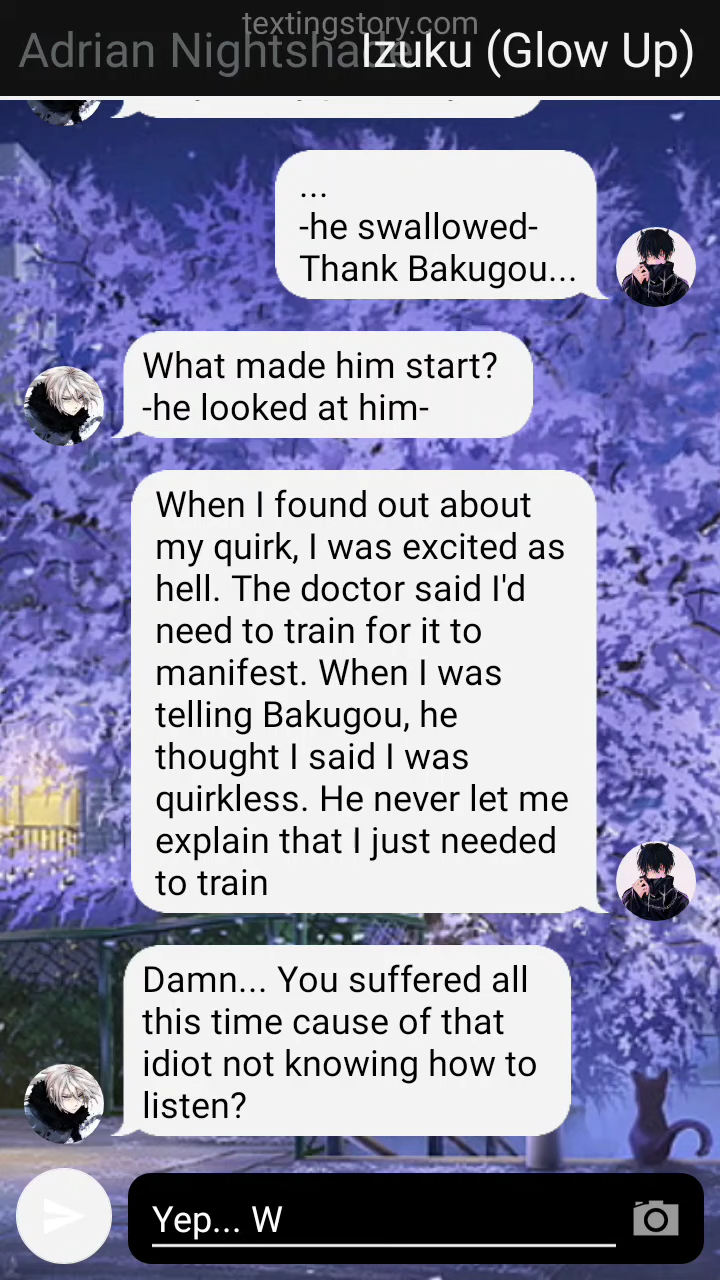 textingstory.com
Adrian Nightshade
Izuku (Glow Up)
...
-he swallowed-
Thank Bakugou...
What made him start?
-he looked at him-
When I found out about
my quirk, I was excited as
hell. The doctor said I'd
need to train for it to
manifest. When I was
telling Bakugou, he
thought I said I was
quirkless. He never let me
explain that I just needed
to train
Damn... You suffered all
this time cause of that
idiot not knowing how to
listen?
Yep... W